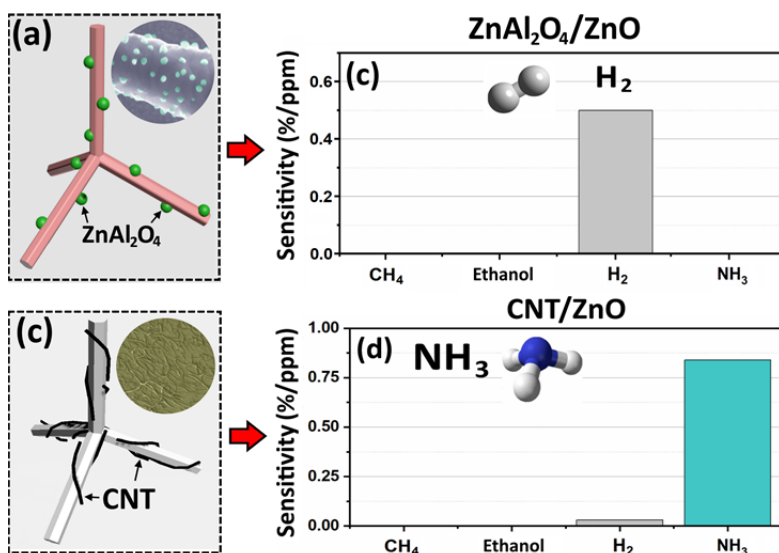 (a)
ZnAl₂O₄
ZnAl₂O₄/ZnO
(c)
H₂
Sensitivity (%/ppm)
0.6
0.4
0.2
0.0
CH₄ Ethanol H₂ NH₃
(c)
CNT
CNT/ZnO
(d)
NH₃
Sensitivity (%/ppm)
1.00
0.75
0.50
0.25
0.00
CH₄ Ethanol H₂ NH₃